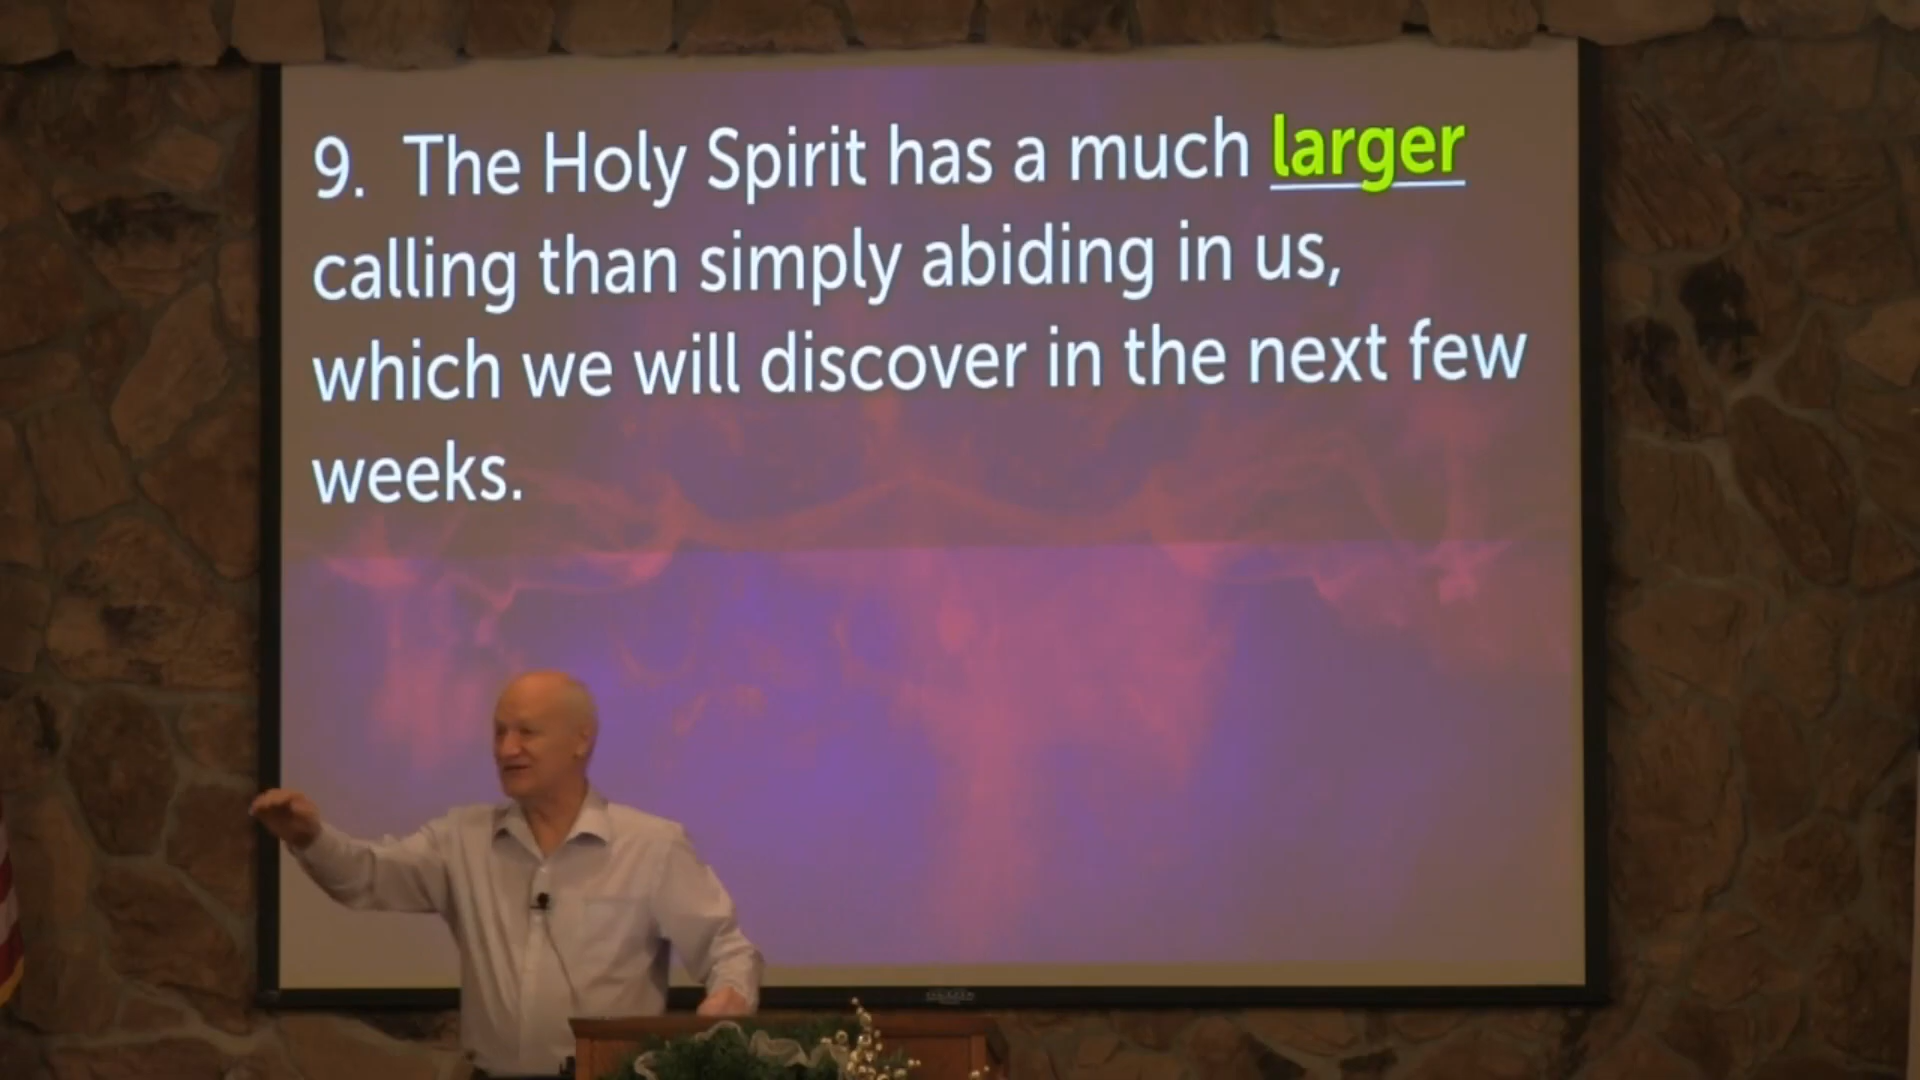 9. The Holy Spirit has a much larger
calling than simply abiding in us,
which we will discover in the next few
weeks.